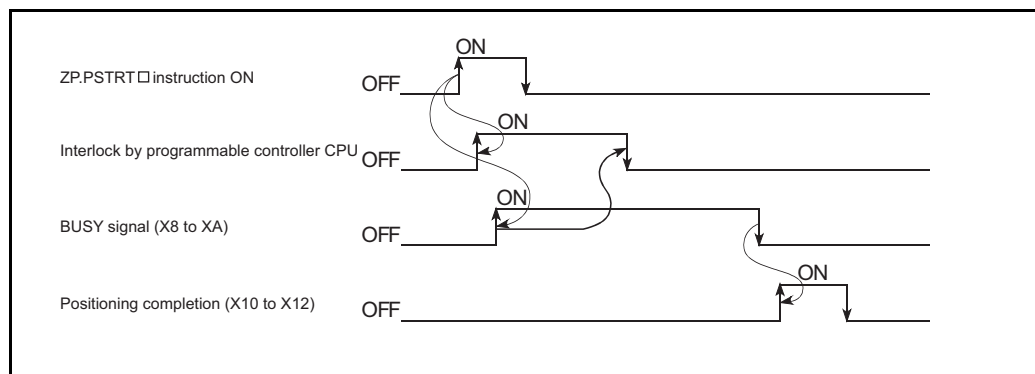 ON
ZP.PSTRT□ instruction ON
OFF
ON
Interlock by programmable controller CPU
OFF
ON
BUSY signal (X8 to XA)
OFF
ON
Positioning completion (X10 to X12)
OFF